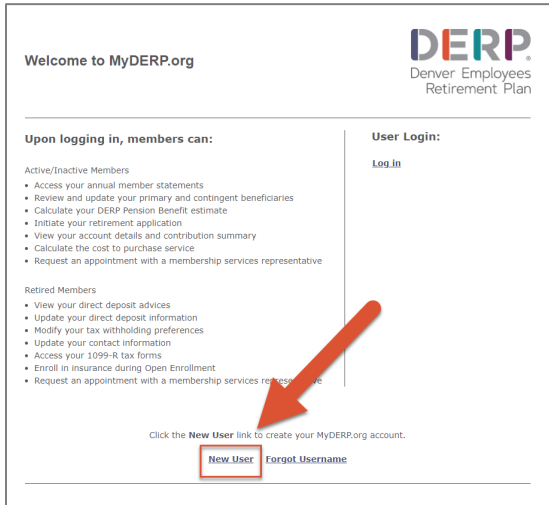 Welcome to MyDERP.org
DERP.
Denver Employees
Retirement Plan
Upon logging in, members can:
Active/Inactive Members
• Access your annual member statements
• Review and update your primary and contingent beneficiaries
• Calculate your DERP Pension Benefit estimate
• Initiate your retirement application
• View your account details and contribution summary
• Calculate the cost to purchase service
• Request an appointment with a membership services representative
Retired Members
• View your direct deposit advices
• Update your direct deposit information
• Modify your tax withholding preferences
• Update your contact information
• Access your 1099-R tax forms
• Enroll in insurance during Open Enrollment
• Request an appointment with a membership services
User Login:
Log in
Click the New User link to create your MyDERP.org account.
New User Forgot Username